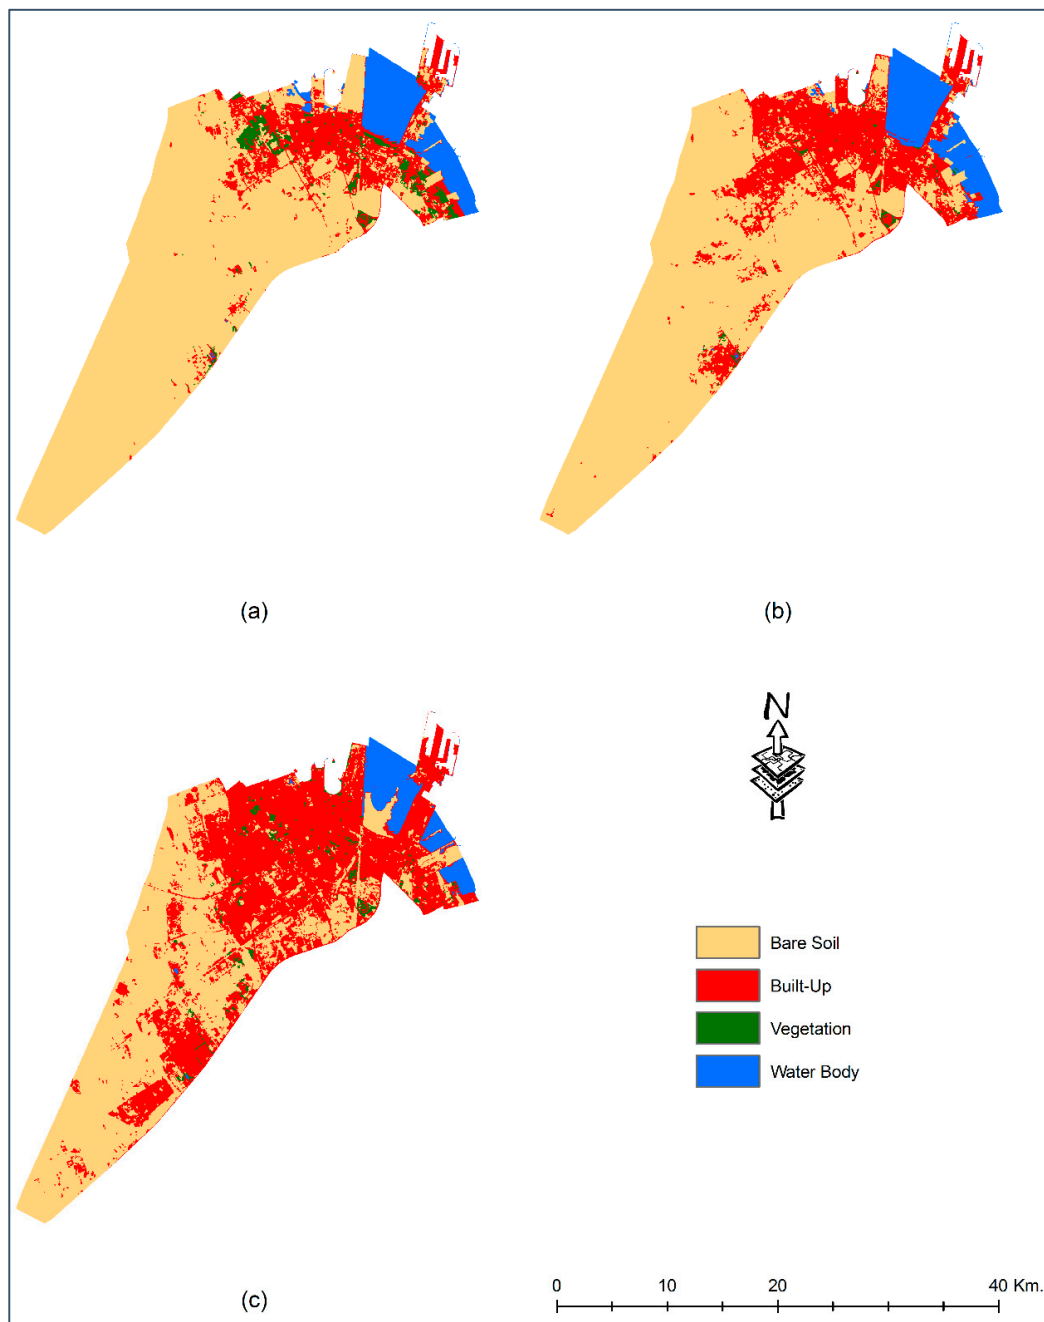 (a)
(b)
N
Bare Soil
Built-Up
Vegetation
Water Body
0 10 20 40 Km.
(c)